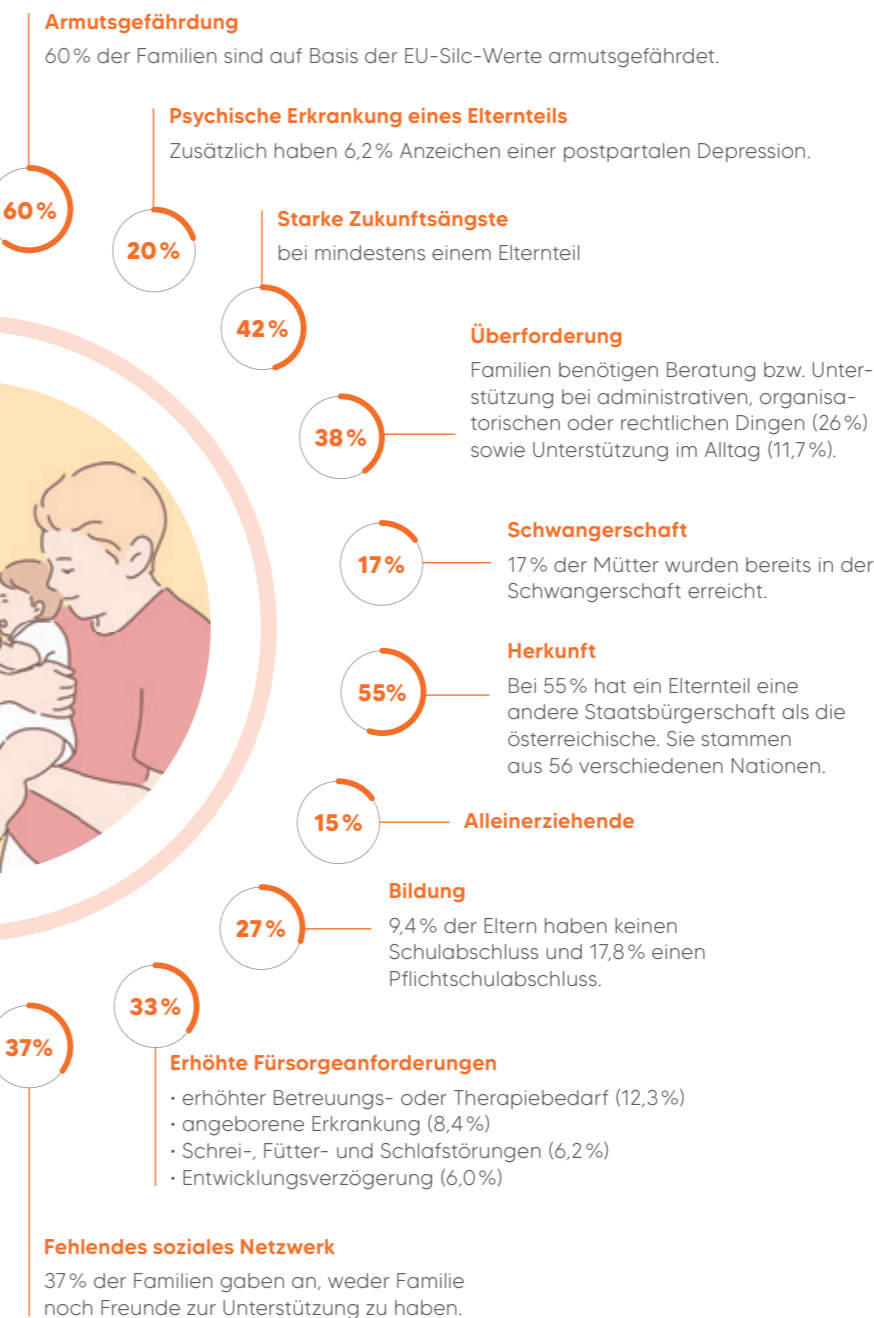 Armutsgefährdung
60 % der Familien sind auf Basis der EU-Silc-Werte armutsgefährdet.
60 %
Psychische Erkrankung eines Elternteils
Zusätzlich haben 6,2 % Anzeichen einer postpartalen Depression.
20 %
Starke Zukunftsängste
bei mindestens einem Elternteil
42 %
Überforderung
Familien benötigen Beratung bzw. Unter-
stützung bei administrativen, organisa-
torischen oder rechtlichen Dingen (26 %)
sowie Unterstützung im Alltag (11,7 %).
38 %
Schwangerschaft
17 % der Mütter wurden bereits in der
Schwangerschaft erreicht.
17 %
Herkunft
Bei 55 % hat ein Elternteil eine
andere Staatsbürgerschaft als die
österreichische. Sie stammen
aus 56 verschiedenen Nationen.
55%
15 %
Alleinerziehende
Bildung
9,4 % der Eltern haben keinen
Schulabschluss und 17,8 % einen
Pflichtschulabschluss.
27 %
33 %
Erhöhte Fürsorgeanforderungen
• erhöhter Betreuungs- oder Therapiebedarf (12,3 %)
• angeborene Erkrankung (8,4 %)
• Schrei-, Fütter- und Schlafstörungen (6,2 %)
• Entwicklungsverzögerung (6,0 %)
37%
Fehlendes soziales Netzwerk
37 % der Familien gaben an, weder Familie
noch Freunde zur Unterstützung zu haben.